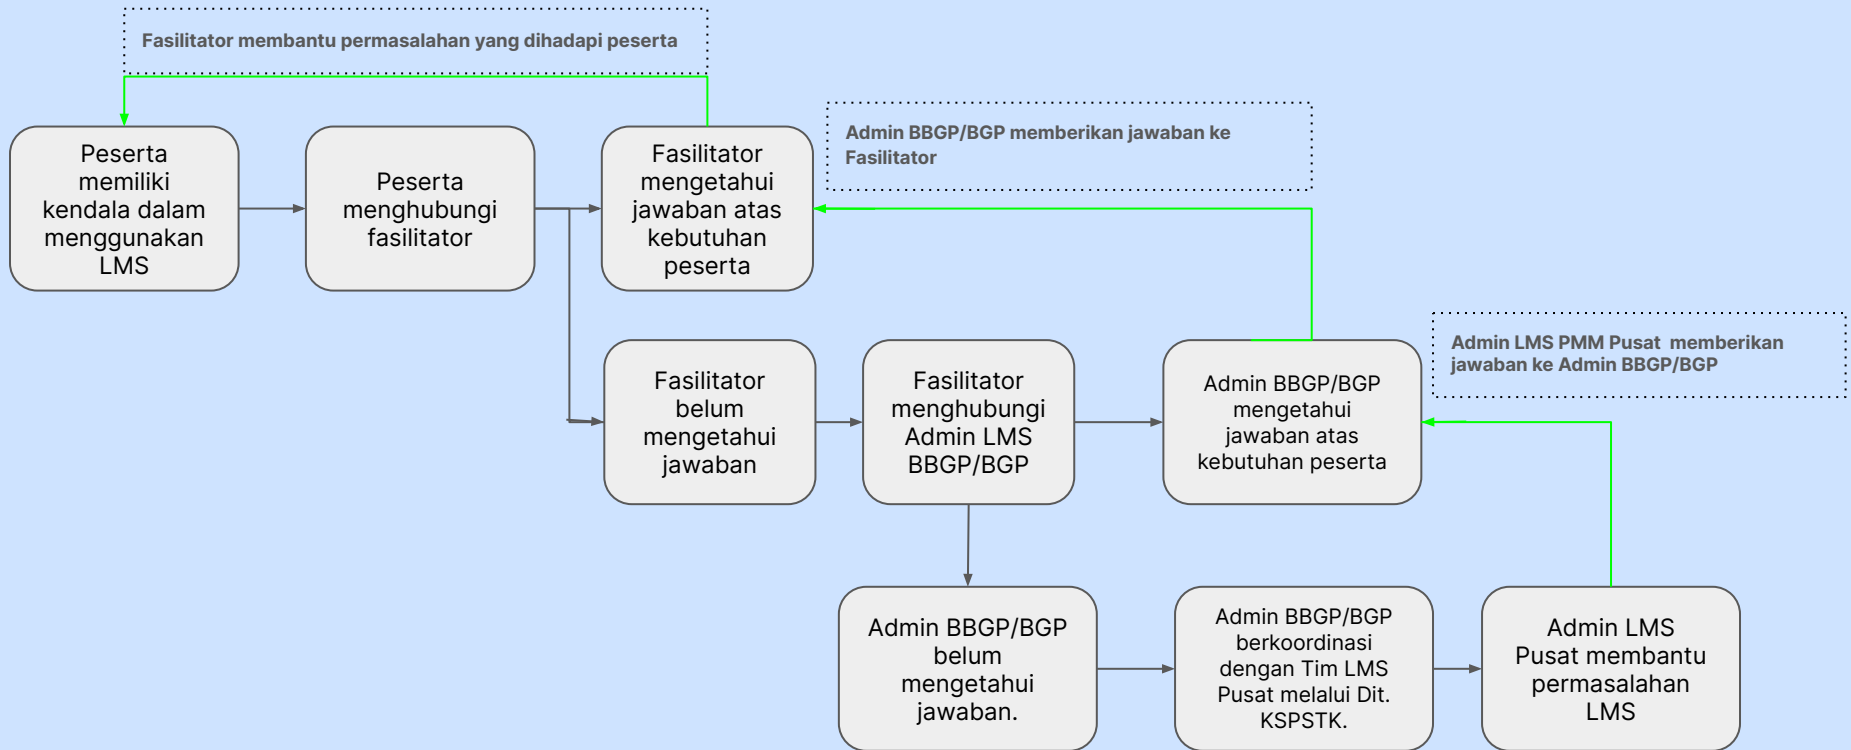 Fasilitator membantu permasalahan yang dihadapi peserta
Admin BBGP/BGP memberikan jawaban ke
Fasilitator
Peserta
memiliki
kendala dalam
menggunakan
LMS
Peserta
menghubungi
fasilitator
Fasilitator
mengetahui
jawaban atas
kebutuhan
peserta
Admin LMS PMM Pusat  memberikan
jawaban ke Admin BBGP/BGP
Fasilitator
belum
mengetahui
jawaban
Fasilitator
menghubungi
Admin LMS
BBGP/BGP
Admin BBGP/BGP
mengetahui
jawaban atas
kebutuhan peserta
Admin BBGP/BGP
belum
mengetahui
jawaban.
Admin BBGP/BGP
berkoordinasi
dengan Tim LMS
Pusat melalui Dit.
KSPSTK.
Admin LMS
Pusat membantu
permasalahan
LMS